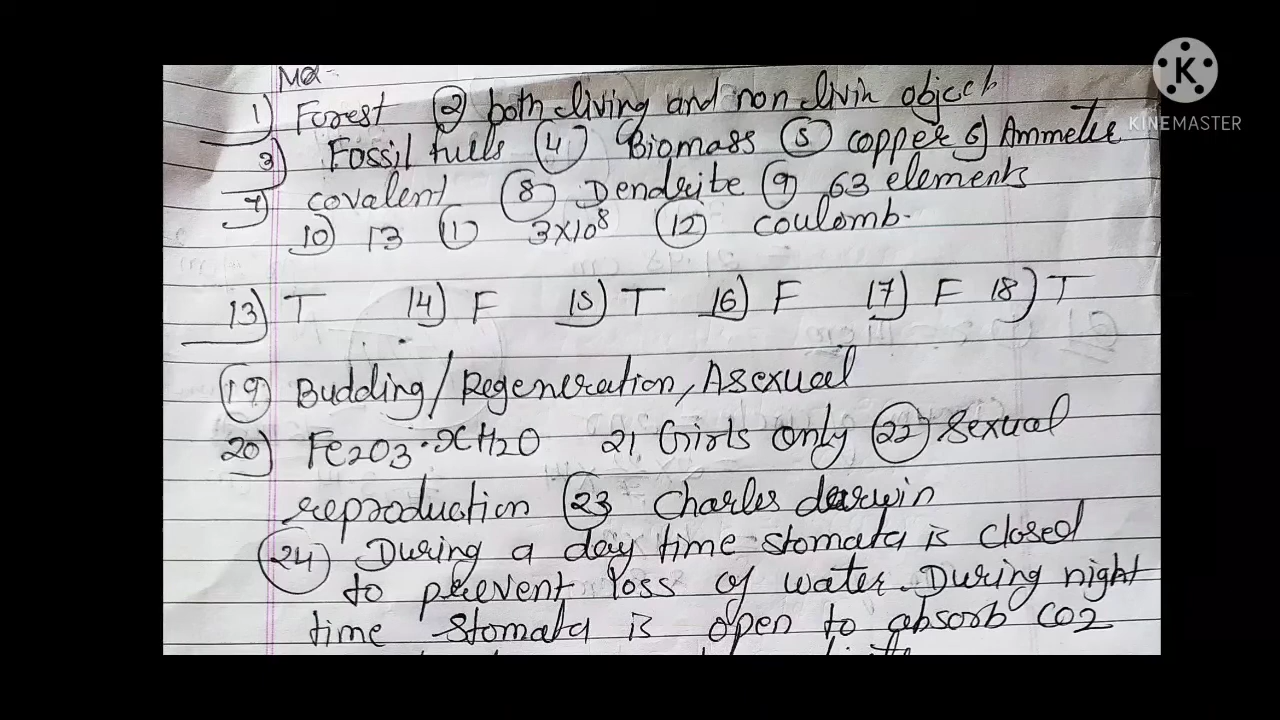 MQ-
1) Forest (2) both living and non livin object
3) Fossil fulls (4) Biomass (5) copper 6) Ammeter
7) covalent (8) Dendrite (9) 63 elements
10) 13 (11) 3x10⁸ (12) coulomb.
13) T 14) F 15) T 16) F 17) F 18) T
(19) Budding/Regeneration, Asexual
20) Fe2O3·xH2O 21. Girls only (22) Sexual
reproduction (23 Charles darwin
(24) During a day time stomata is closed
to prevent loss of water. During night
time stomata is open to absorb CO2
K
KINEMASTER